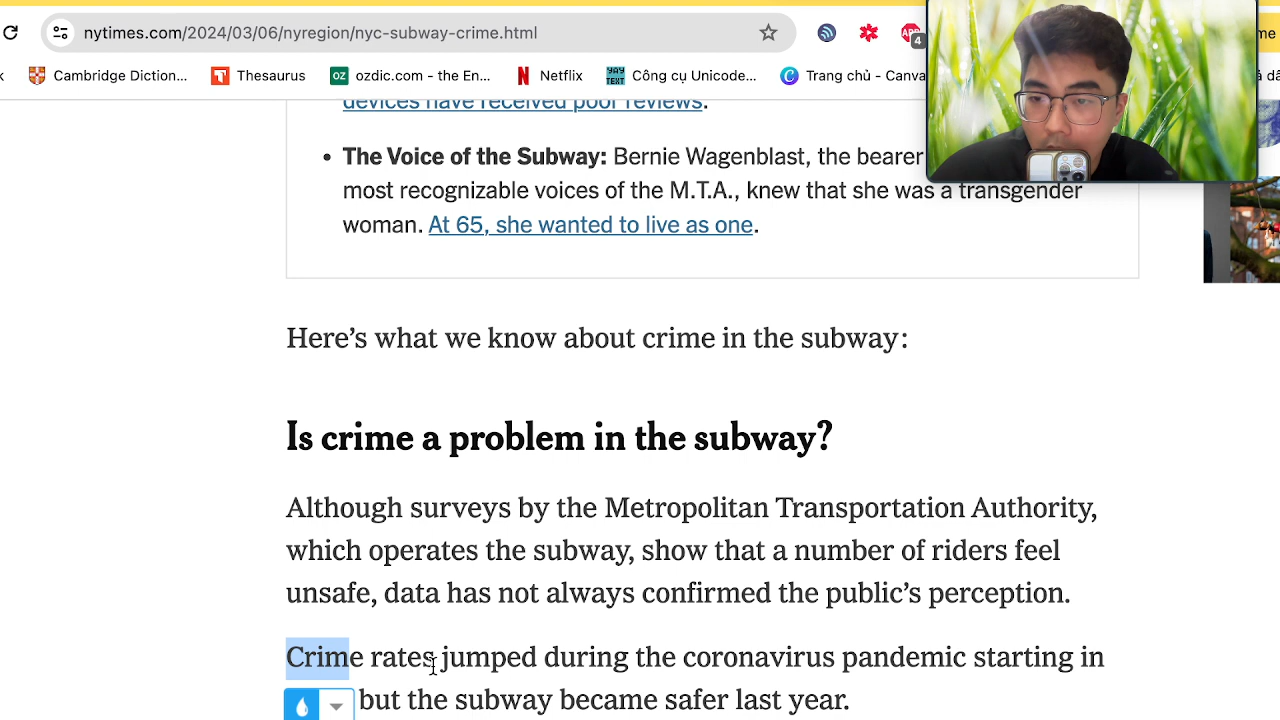 nytimes.com/2024/03/06/nyregion/nyc-subway-crime.html
4
me
k
Cambridge Diction...
T
Thesaurus
OZ
ozdic.com - the En...
N
Netflix
YAY
TEXT
Công cụ Unicode...
C
Trang chủ - Canva
devices have received poor reviews.
• The Voice of the Subway: Bernie Wagenblast, the bearer
most recognizable voices of the M.T.A., knew that she was a transgender
woman. At 65, she wanted to live as one.
Here's what we know about crime in the subway:
Is crime a problem in the subway?
Although surveys by the Metropolitan Transportation Authority,
which operates the subway, show that a number of riders feel
unsafe, data has not always confirmed the public's perception.
Crime rates jumped during the coronavirus pandemic starting in
but the subway became safer last year.